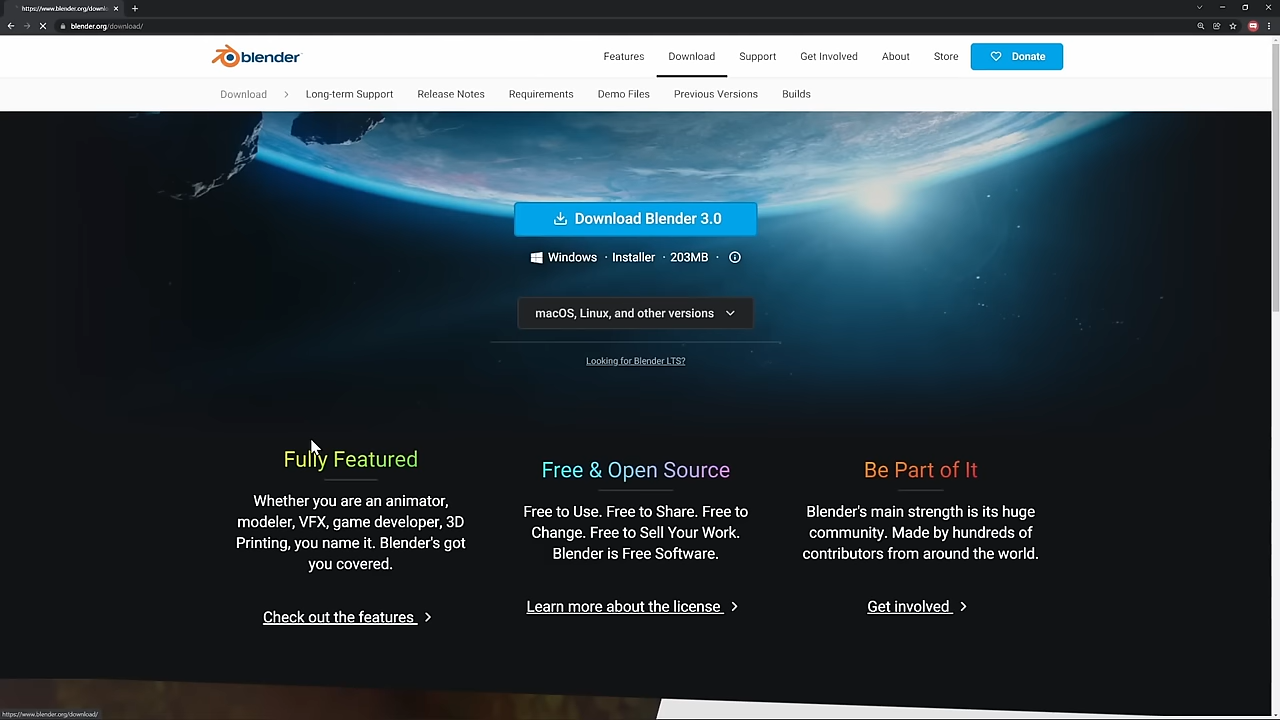 https://www.blender.org/downl
blender.org/download/
blender
Features
Download
Support
Get Involved
About
Store
Donate
Download
Long-term Support
Release Notes
Requirements
Demo Files
Previous Versions
Builds
Download Blender 3.0
Windows · Installer · 203MB ·
macOS, Linux, and other versions
Looking for Blender LTS?
Fully Featured
Whether you are an animator,
modeler, VFX, game developer, 3D
Printing, you name it. Blender's got
you covered.
Check out the features
Free & Open Source
Free to Use. Free to Share. Free to
Change. Free to Sell Your Work.
Blender is Free Software.
Learn more about the license
Be Part of It
Blender's main strength is its huge
community. Made by hundreds of
contributors from around the world.
Get involved
https://www.blender.org/download/